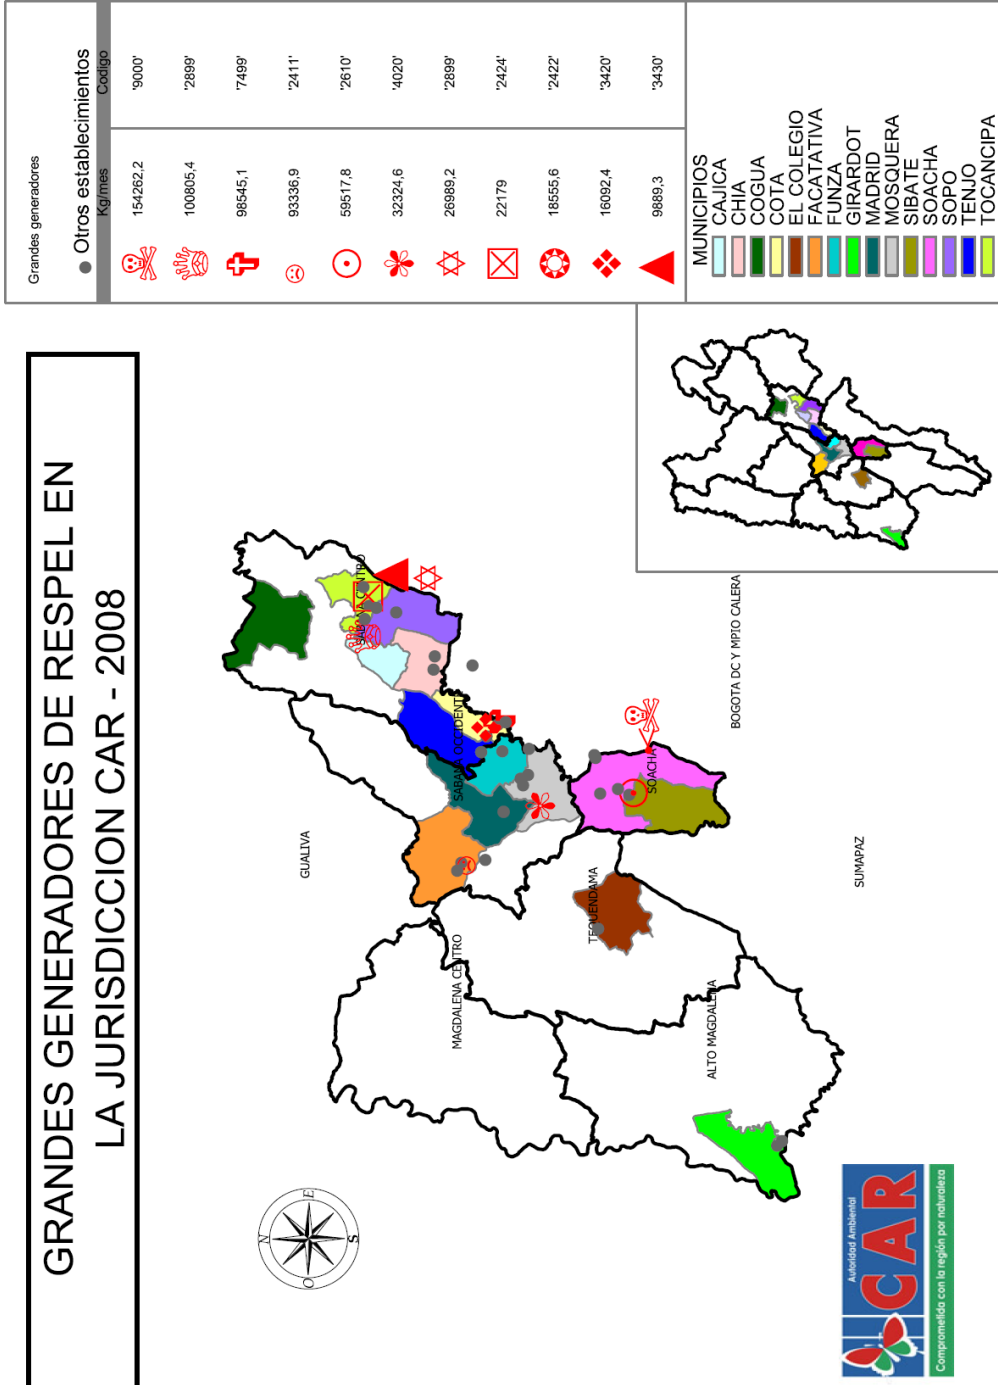 GRANDES GENERADORES DE RESPEL EN
LA JURISDICCION CAR - 2008
Grandes generadores
Otros establecimientos
Kg/mes Codigo
154262,2 '9000'
100805,4 '2899'
98545,1 '7499'
93336,9 '2411'
59517,8 '2610'
32324,6 '4020'
26989,2 '2899'
22179 '2424'
18555,6 '2422'
16092,4 '3420'
9889,3 '3430'
MUNICIPIOS
CAJICA
CHIA
COGUA
COTA
EL COLEGIO
FACATATIVA
FUNZA
GIRARDOT
MADRID
MOSQUERA
SIBATE
SOACHA
SOPO
TENJO
TOCANCIPA
N
E
S
O
GUALIVA
SABANA CENTRO
SABANA OCCIDENTE
MAGDALENA CENTRO
TEQUENDAMA
SOACHA
ALTO MAGDALENA
BOGOTA DC Y MPIO CALERA
SUMAPAZ
Autoridad Ambiental
CAR
Comprometida con la región por naturaleza